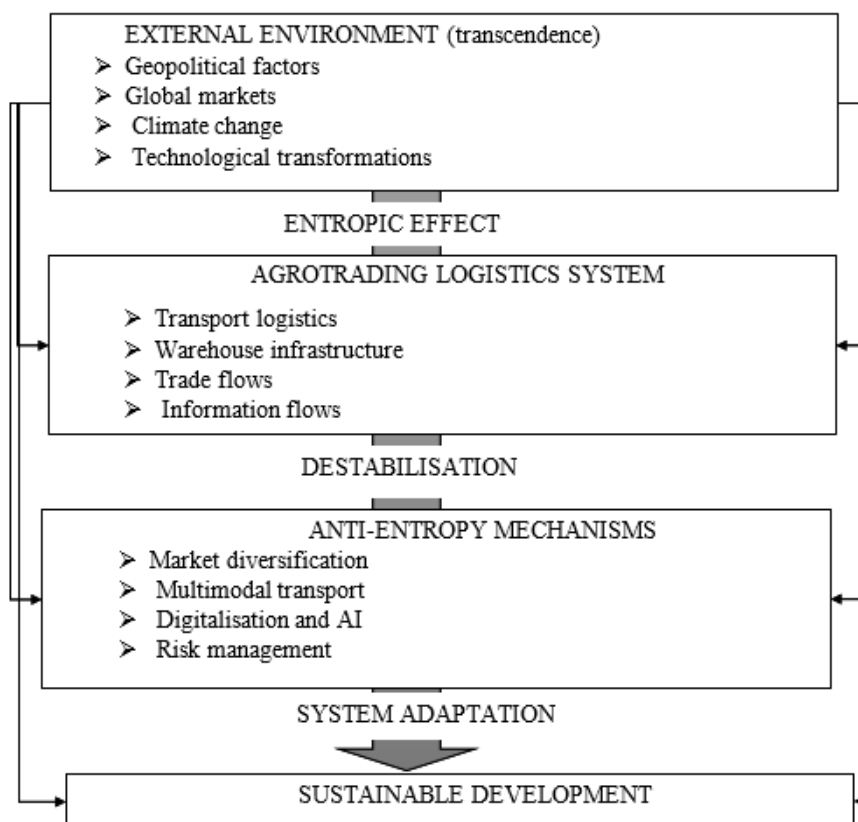 EXTERNAL ENVIRONMENT (transcendence)
➢ Geopolitical factors
➢ Global markets
➢ Climate change
➢ Technological transformations
ENTROPIC EFFECT
AGROTRADING LOGISTICS SYSTEM
➢ Transport logistics
➢ Warehouse infrastructure
➢ Trade flows
➢ Information flows
DESTABILISATION
ANTI-ENTROPY MECHANISMS
➢ Market diversification
➢ Multimodal transport
➢ Digitalisation and AI
➢ Risk management
SYSTEM ADAPTATION
SUSTAINABLE DEVELOPMENT